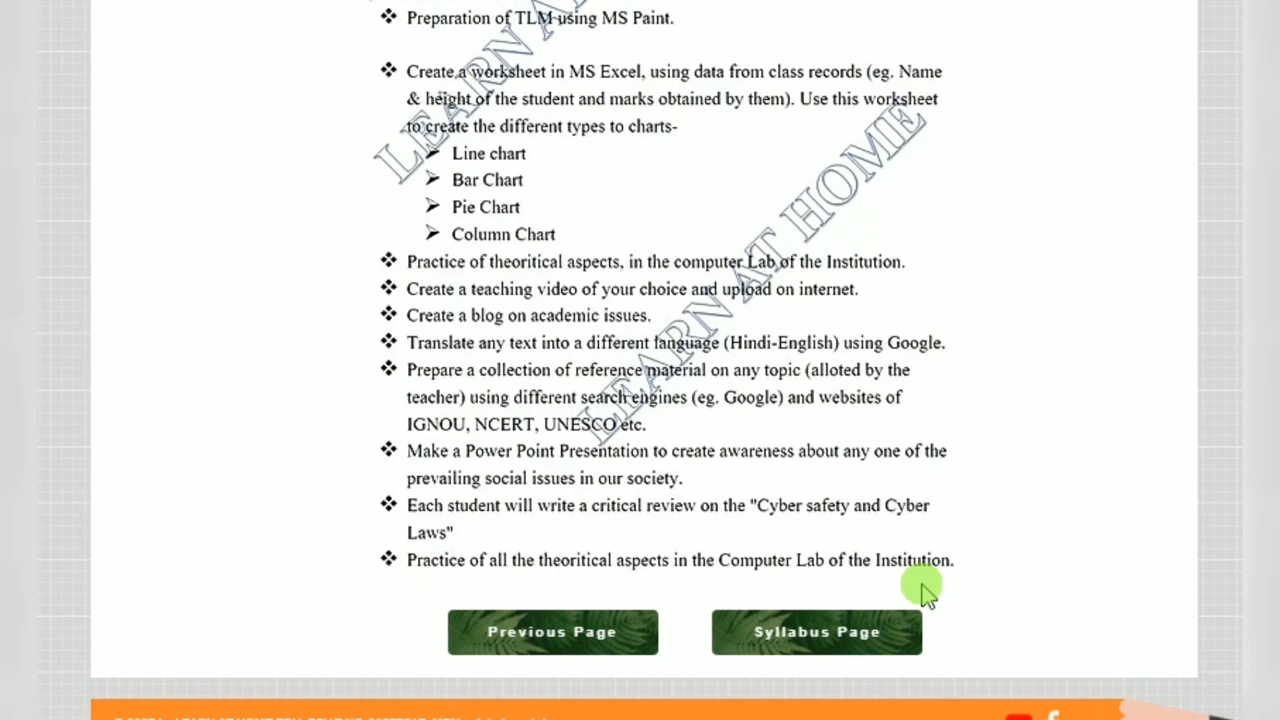 Preparation of TLM using MS Paint.
Create a worksheet in MS Excel, using data from class records (eg. Name
& height of the student and marks obtained by them). Use this worksheet
to create the different types to charts-
Line chart
Bar Chart
Pie Chart
Column Chart
Practice of theoritical aspects, in the computer Lab of the Institution.
Create a teaching video of your choice and upload on internet.
Create a blog on academic issues.
Translate any text into a different language (Hindi-English) using Google.
Prepare a collection of reference material on any topic (alloted by the
teacher) using different search engines (eg. Google) and websites of
IGNOU, NCERT, UNESCO etc.
Make a Power Point Presentation to create awareness about any one of the
prevailing social issues in our society.
Each student will write a critical review on the "Cyber safety and Cyber
Laws"
Practice of all the theoritical aspects in the Computer Lab of the Institution.
LEARN A
LEARN AT HOME
Previous Page
Syllabus Page